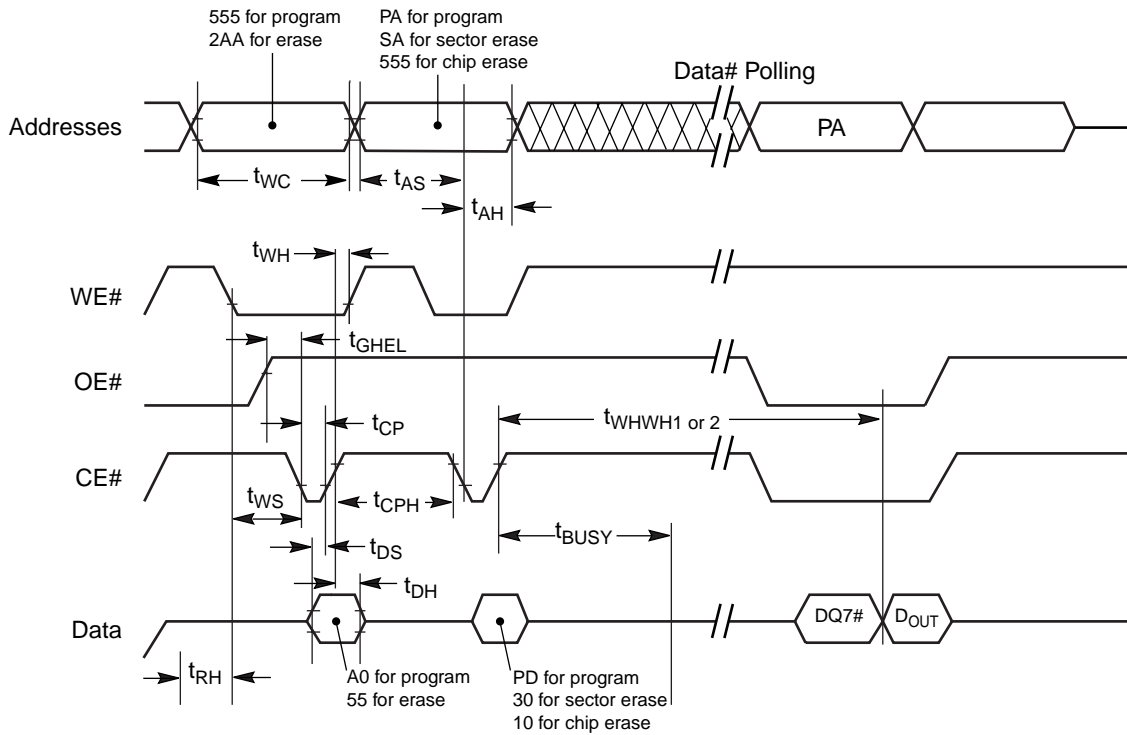 555 for program
2AA for erase
PA for program
SA for sector erase
555 for chip erase
Data# Polling
Addresses
PA
tWC
tAS
tAH
tWH
WE#
tGHEL
OE#
tWHWH1 or 2
tCP
CE#
tWS
tCPH
tBUSY
tDS
tDH
Data
DQ7#
DOUT
tRH
A0 for program
55 for erase
PD for program
30 for sector erase
10 for chip erase